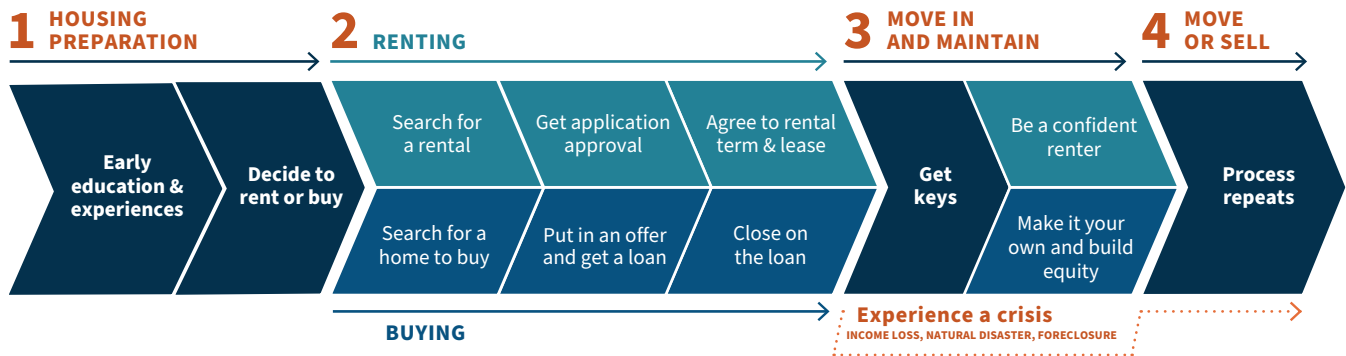 1 HOUSING
PREPARATION
2 RENTING
3 MOVE IN
AND MAINTAIN
4 MOVE
OR SELL
Early
education &
experiences
Decide to
rent or buy
Search for
a rental
Get application
approval
Agree to rental
term & lease
Search for a
home to buy
Put in an offer
and get a loan
Close on
the loan
Get
keys
Be a confident
renter
Make it your
own and build
equity
Process
repeats
BUYING
Experience a crisis
INCOME LOSS, NATURAL DISASTER, FORECLOSURE